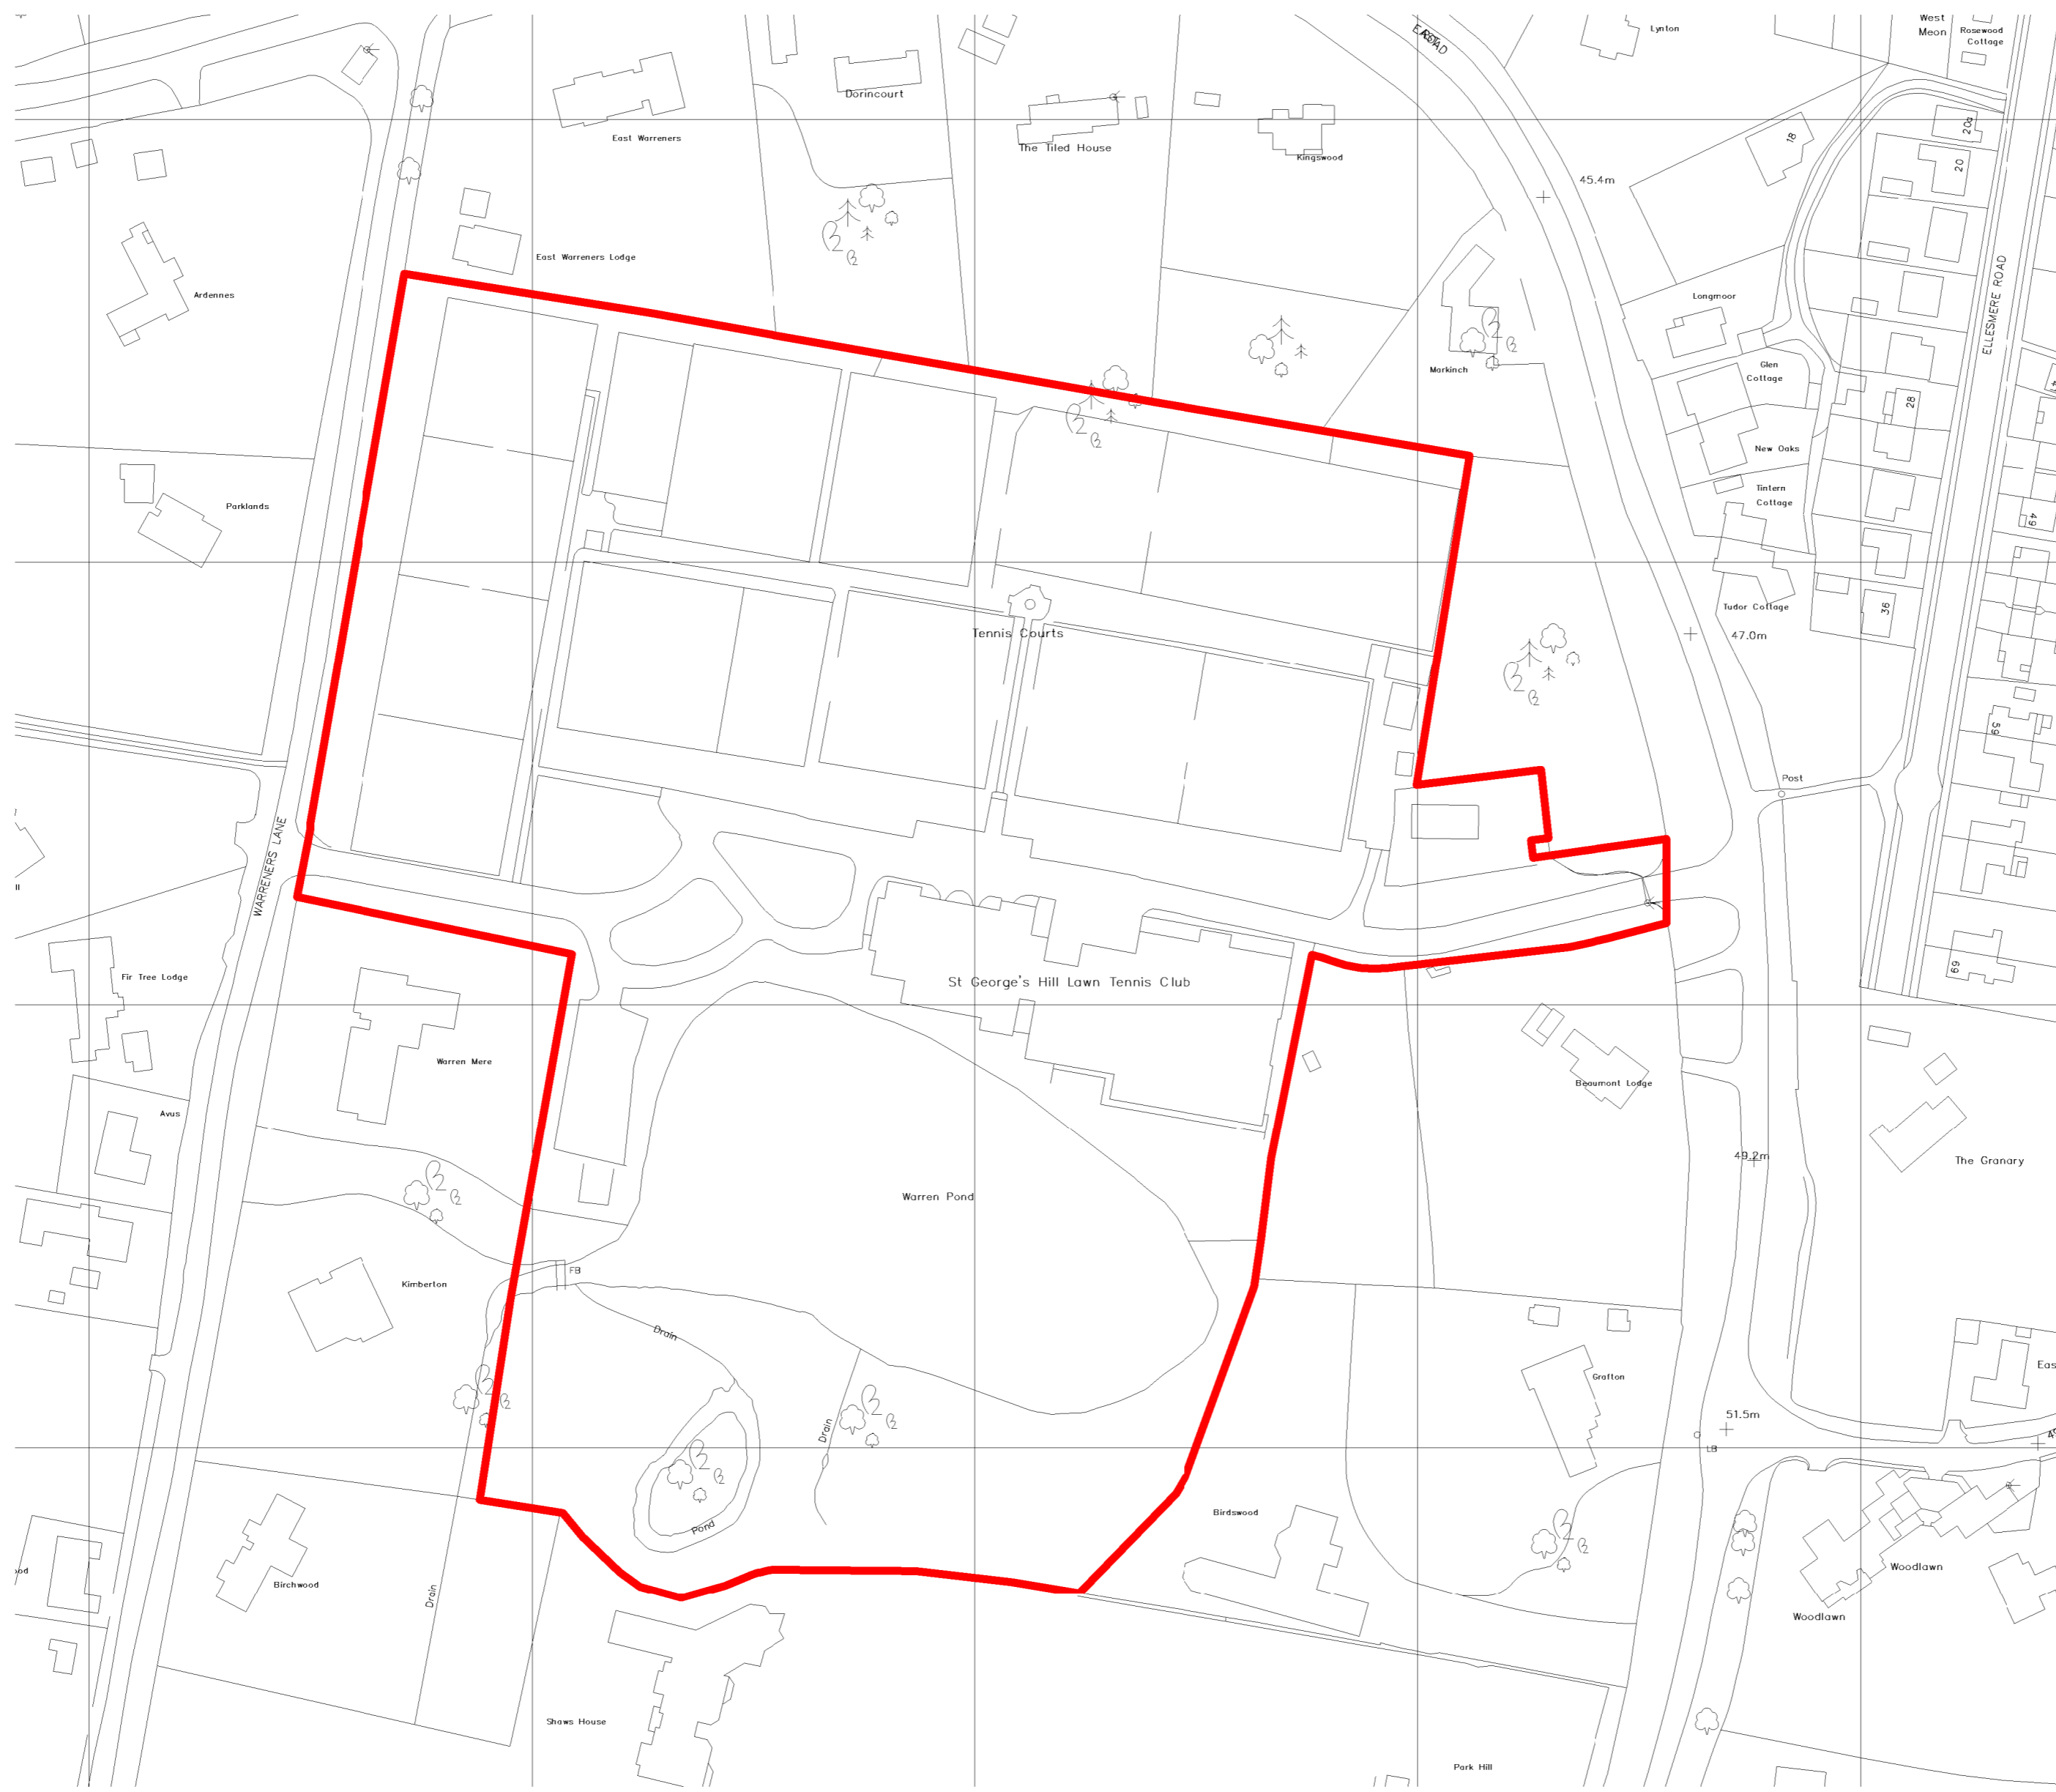 EAST
ROAD
Lynton
West
Meon
Rosewood
Cottage
Dorincourt
East Warreners
The Tiled House
Kingswood
18
20a
20
45.4m
East Warreners Lodge
Ardennes
Longmoor
ELLESMERE ROAD
Markinch
Glen
Cottage
28
New Oaks
Parklands
Tintern
Cottage
49
Tudor Cottage
36
Tennis Courts
47.0m
59
Post
WARRENERS LANE
Fir Tree Lodge
St George's Hill Lawn Tennis Club
69
Warren Mere
Beaumont Lodge
Avus
49.2m
The Granary
Warren Pond
FB
Kimberton
Drain
Eas
Grafton
Drain
51.5m
LB
Pond
Birdswood
Birchwood
Drain
Woodlawn
Woodlawn
Shaws House
Park Hill